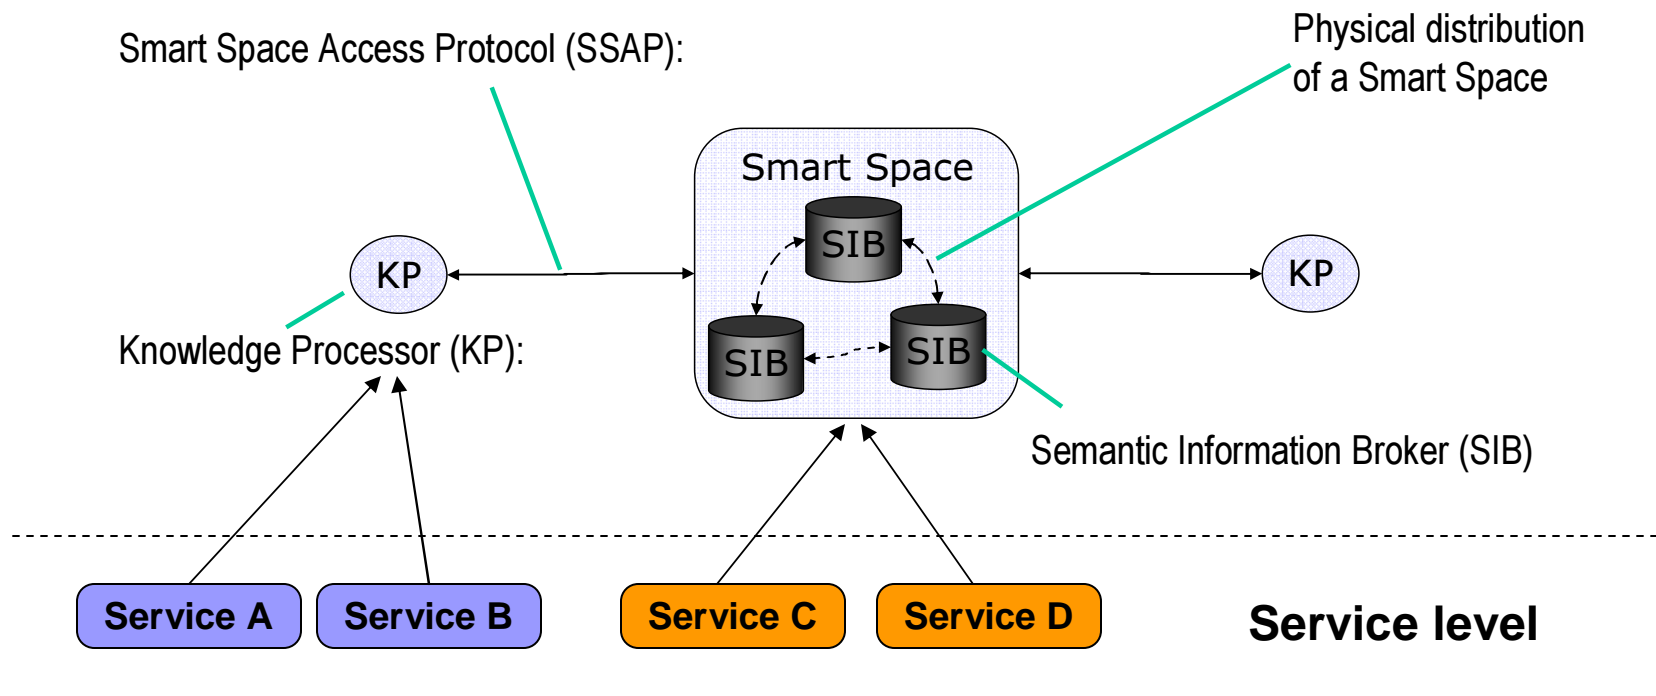 Smart Space Access Protocol (SSAP):
Physical distribution
of a Smart Space
Smart Space
SIB
KP
KP
SIB
SIB
Knowledge Processor (KP):
Semantic Information Broker (SIB)
Service A
Service B
Service C
Service D
Service level